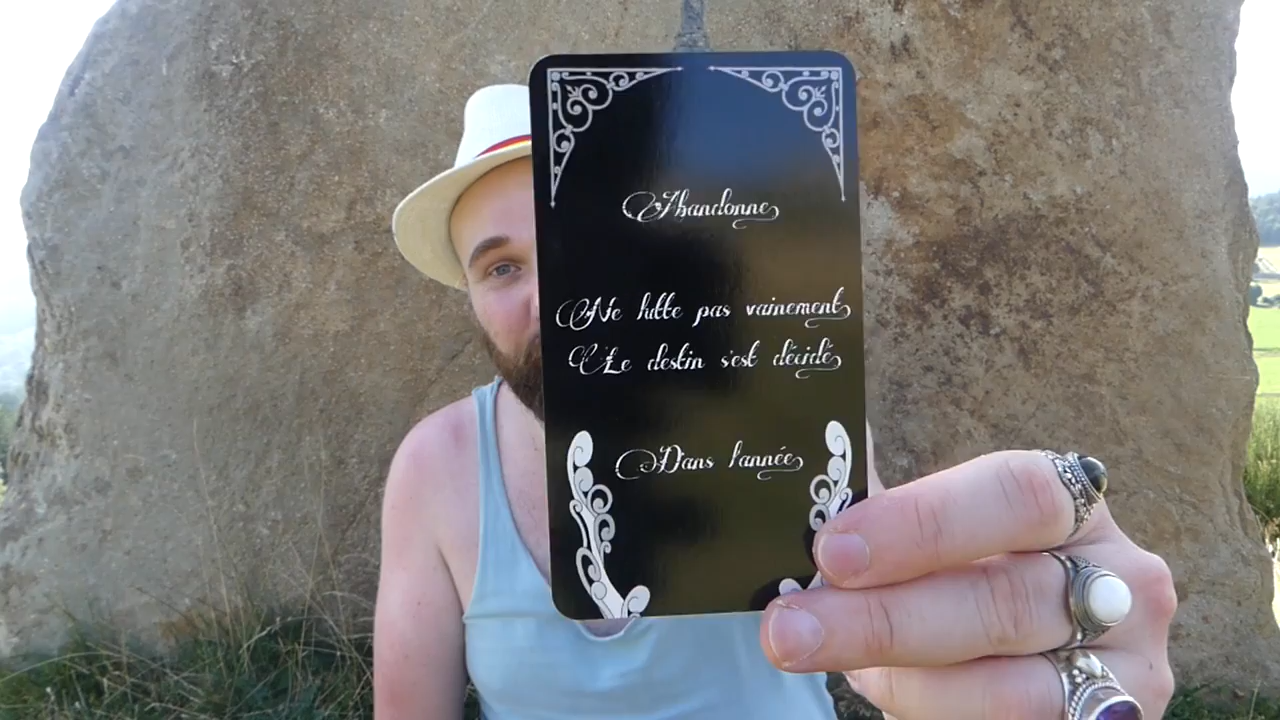 Abandonne
Ne lutte pas vainement
Le destin s'est décidé
Dans l'année